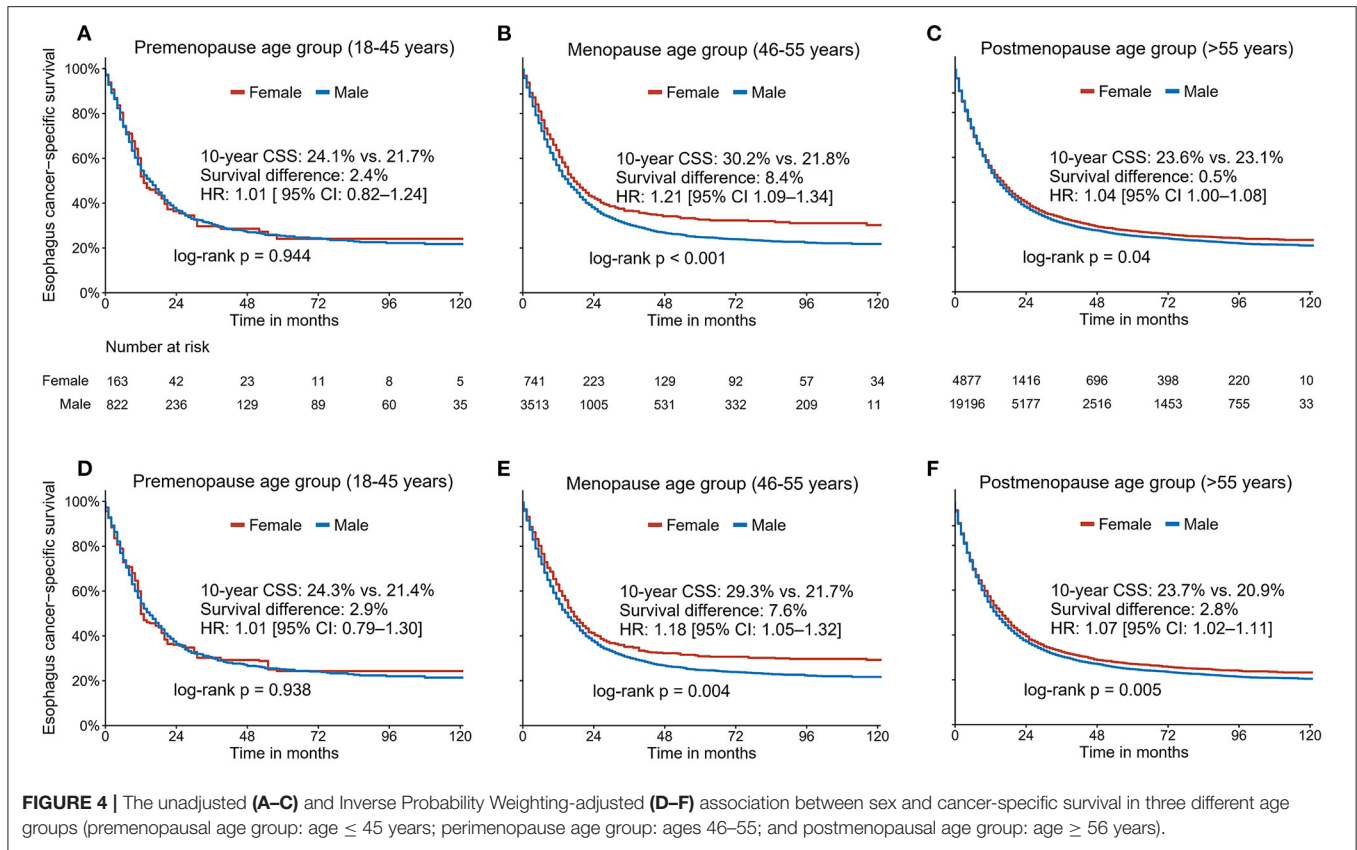 A
Premenopause age group (18-45 years)
Esophagus cancer–specific survival
100%
80%
60%
40%
20%
0%
Female Male
10-year CSS: 24.1% vs. 21.7%
Survival difference: 2.4%
HR: 1.01 [ 95% CI: 0.82–1.24]
log-rank p = 0.944
0 24 48 72 96 120
Time in months
B
Menopause age group (46-55 years)
100%
80%
60%
40%
20%
0%
Female Male
10-year CSS: 30.2% vs. 21.8%
Survival difference: 8.4%
HR: 1.21 [95% CI 1.09–1.34]
log-rank p < 0.001
0 24 48 72 96 120
Time in months
C
Postmenopause age group (>55 years)
Female Male
10-year CSS: 23.6% vs. 23.1%
Survival difference: 0.5%
HR: 1.04 [95% CI 1.00–1.08]
log-rank p = 0.04
0 24 48 72 96 120
Time in months
Number at risk
Female 163 42 23 11 8 5 741 223 129 92 57 34 4877 1416 696 398 220 10
Male 822 236 129 89 60 35 3513 1005 531 332 209 11 19196 5177 2516 1453 755 33
D
Premenopause age group (18-45 years)
Esophagus cancer–specific survival
100%
80%
60%
40%
20%
0%
Female Male
10-year CSS: 24.3% vs. 21.4%
Survival difference: 2.9%
HR: 1.01 [95% CI: 0.79–1.30]
log-rank p = 0.938
0 24 48 72 96 120
Time in months
E
Menopause age group (46-55 years)
100%
80%
60%
40%
20%
0%
Female Male
10-year CSS: 29.3% vs. 21.7%
Survival difference: 7.6%
HR: 1.18 [95% CI: 1.05–1.32]
log-rank p = 0.004
0 24 48 72 96 120
Time in months
F
Postmenopause age group (>55 years)
Female Male
10-year CSS: 23.7% vs. 20.9%
Survival difference: 2.8%
HR: 1.07 [95% CI: 1.02–1.11]
log-rank p = 0.005
0 24 48 72 96 120
Time in months
FIGURE 4 | The unadjusted (A–C) and Inverse Probability Weighting-adjusted (D–F) association between sex and cancer-specific survival in three different age
groups (premenopausal age group: age ≤ 45 years; perimenopause age group: ages 46–55; and postmenopausal age group: age ≥ 56 years).